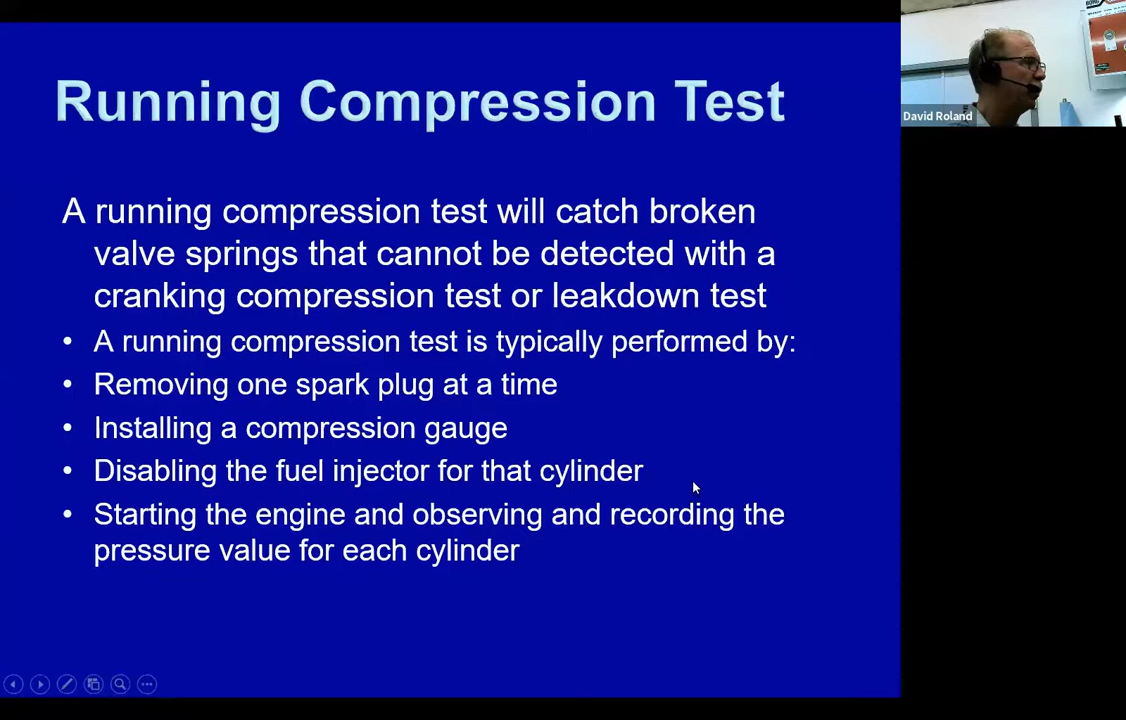 Running Compression Test
David Roland
A running compression test will catch broken
valve springs that cannot be detected with a
cranking compression test or leakdown test
• A running compression test is typically performed by:
• Removing one spark plug at a time
• Installing a compression gauge
• Disabling the fuel injector for that cylinder
• Starting the engine and observing and recording the
pressure value for each cylinder